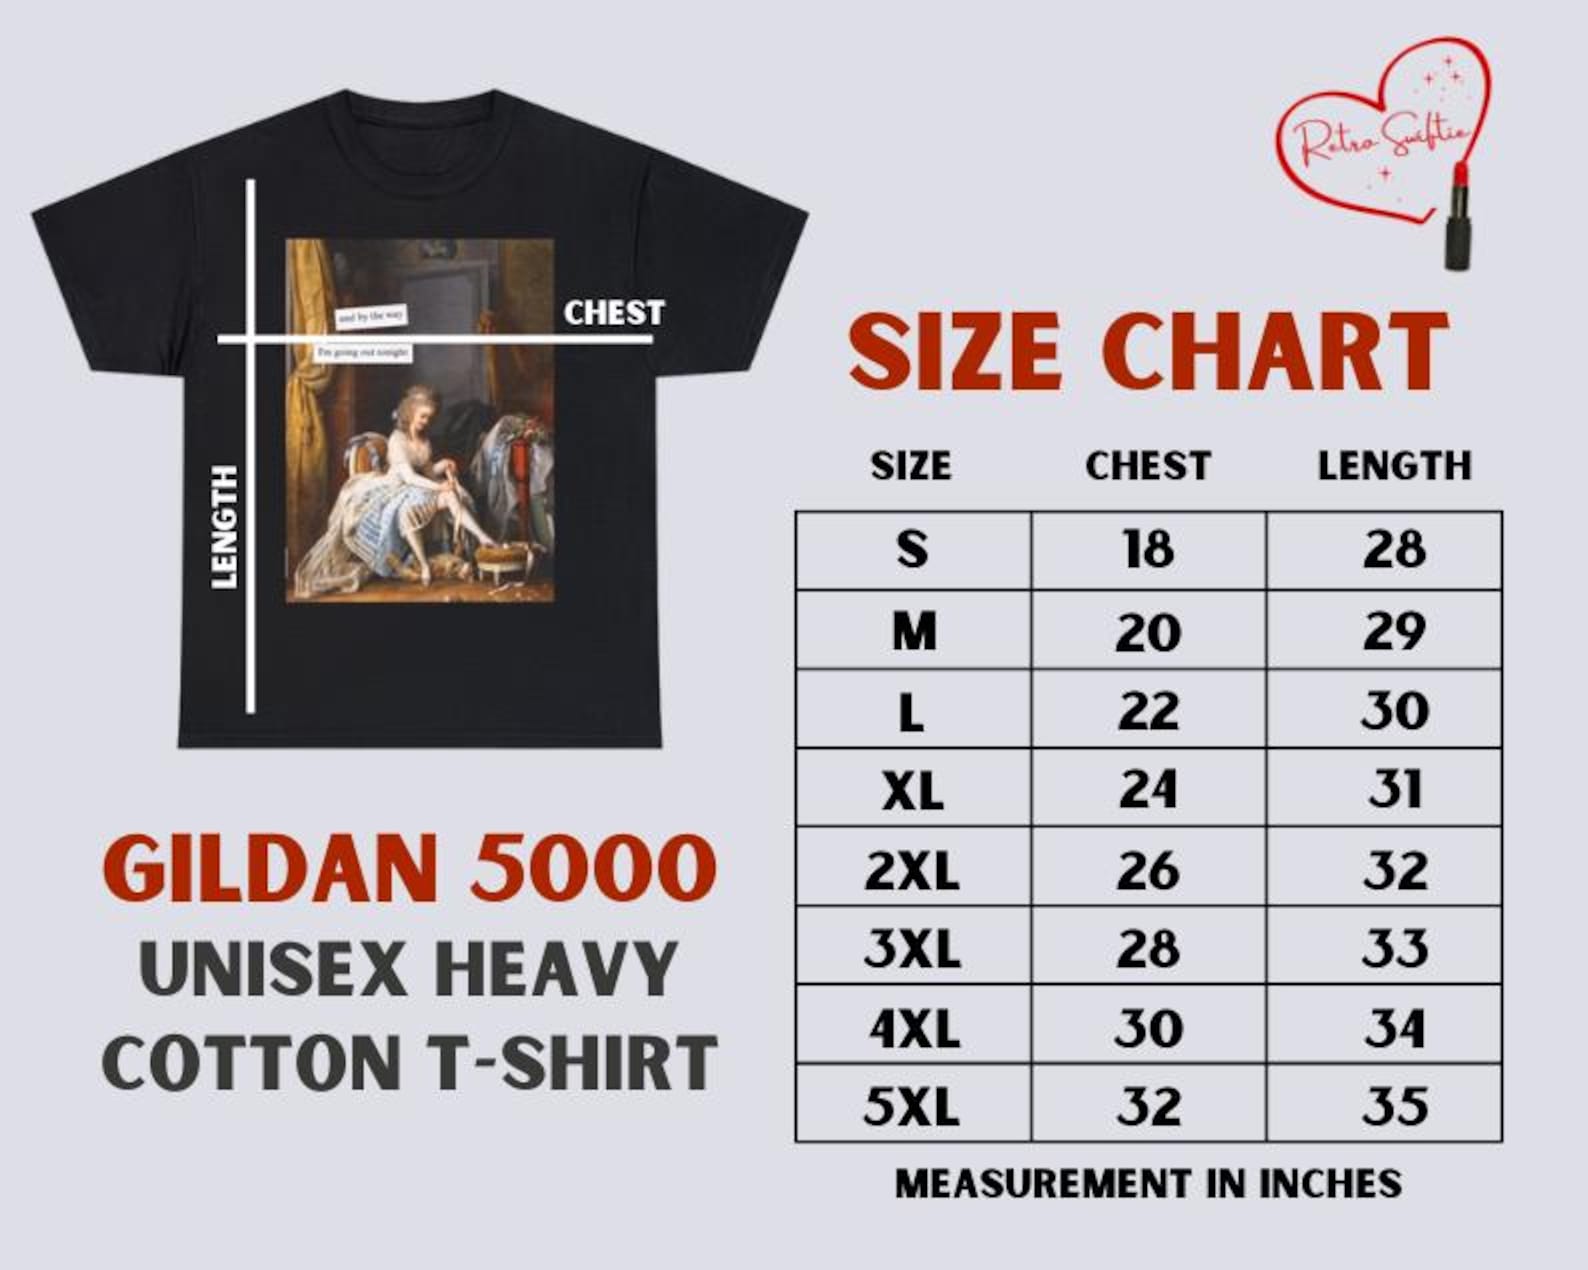 Retro Swiftie
and by the way
I'm going out tonight
CHEST
LENGTH
SIZE CHART
SIZE CHEST LENGTH
S 18 28
M 20 29
L 22 30
XL 24 31
2XL 26 32
3XL 28 33
4XL 30 34
5XL 32 35
MEASUREMENT IN INCHES
GILDAN 5000
UNISEX HEAVY
COTTON T-SHIRT